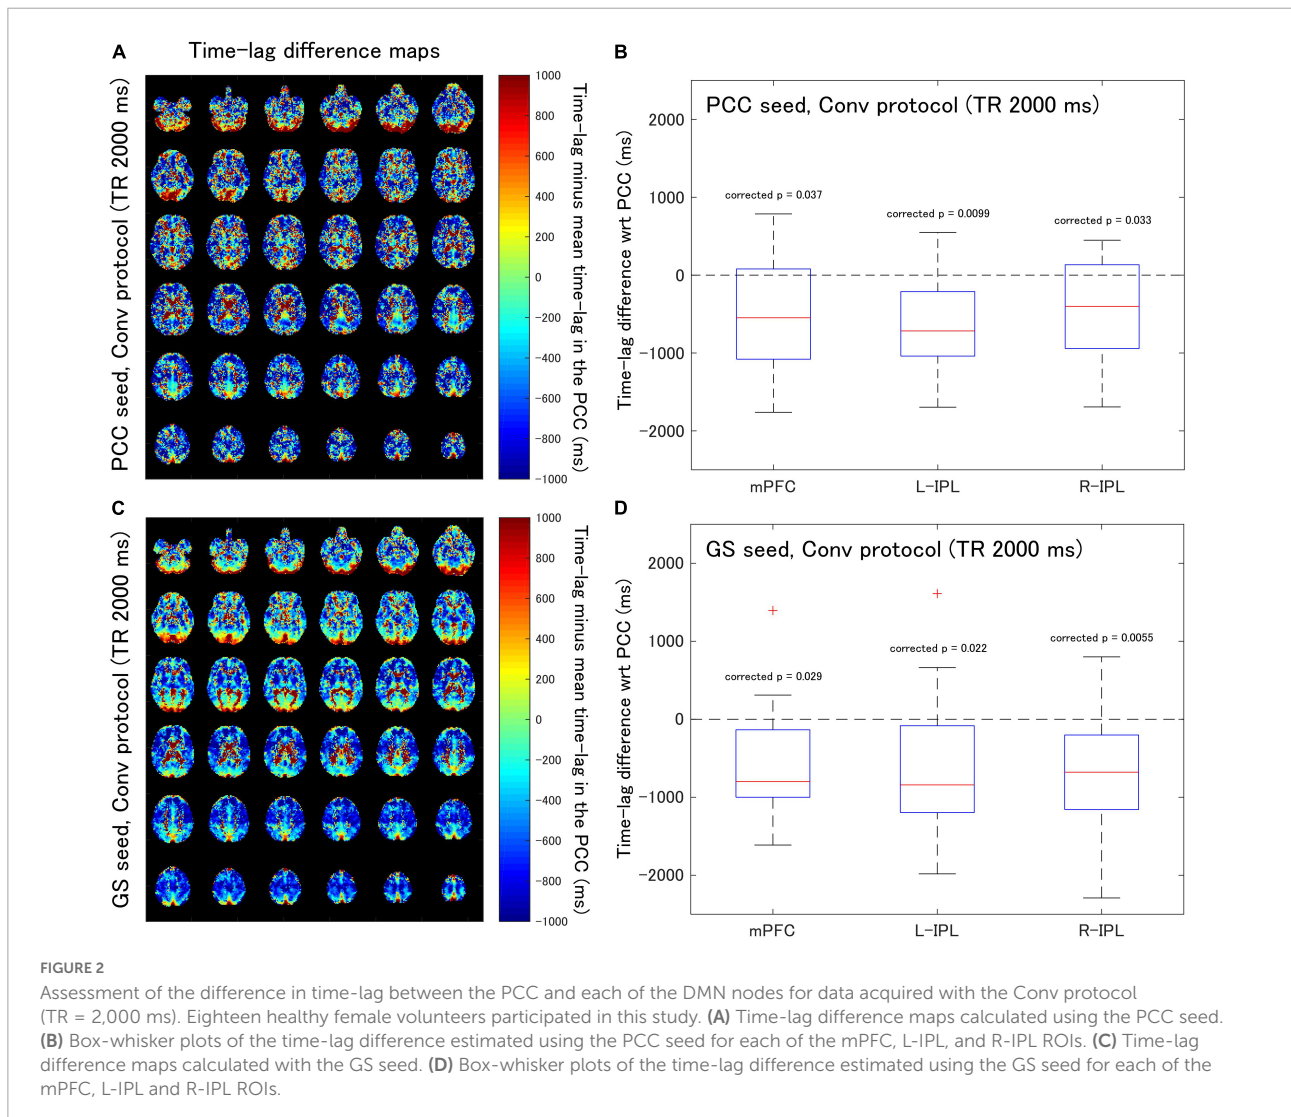 A
Time-lag difference maps
PCC seed, Conv protocol (TR 2000 ms)
1000
800
600
400
200
0
-200
-400
-600
-800
-1000
Time-lag minus mean time-lag in the PCC (ms)
B
PCC seed, Conv protocol (TR 2000 ms)
Time-lag difference wrt PCC (ms)
2000
1000
0
-1000
-2000
corrected p = 0.037
corrected p = 0.0099
corrected p = 0.033
mPFC
L-IPL
R-IPL
C
GS seed, Conv protocol (TR 2000 ms)
1000
800
600
400
200
0
-200
-400
-600
-800
-1000
Time-lag minus mean time-lag in the PCC (ms)
D
GS seed, Conv protocol (TR 2000 ms)
Time-lag difference wrt PCC (ms)
2000
1000
0
-1000
-2000
corrected p = 0.029
corrected p = 0.022
corrected p = 0.0055
mPFC
L-IPL
R-IPL
FIGURE 2
Assessment of the difference in time-lag between the PCC and each of the DMN nodes for data acquired with the Conv protocol
(TR = 2,000 ms). Eighteen healthy female volunteers participated in this study. (A) Time-lag difference maps calculated using the PCC seed.
(B) Box-whisker plots of the time-lag difference estimated using the PCC seed for each of the mPFC, L-IPL, and R-IPL ROIs. (C) Time-lag
difference maps calculated with the GS seed. (D) Box-whisker plots of the time-lag difference estimated using the GS seed for each of the
mPFC, L-IPL and R-IPL ROIs.